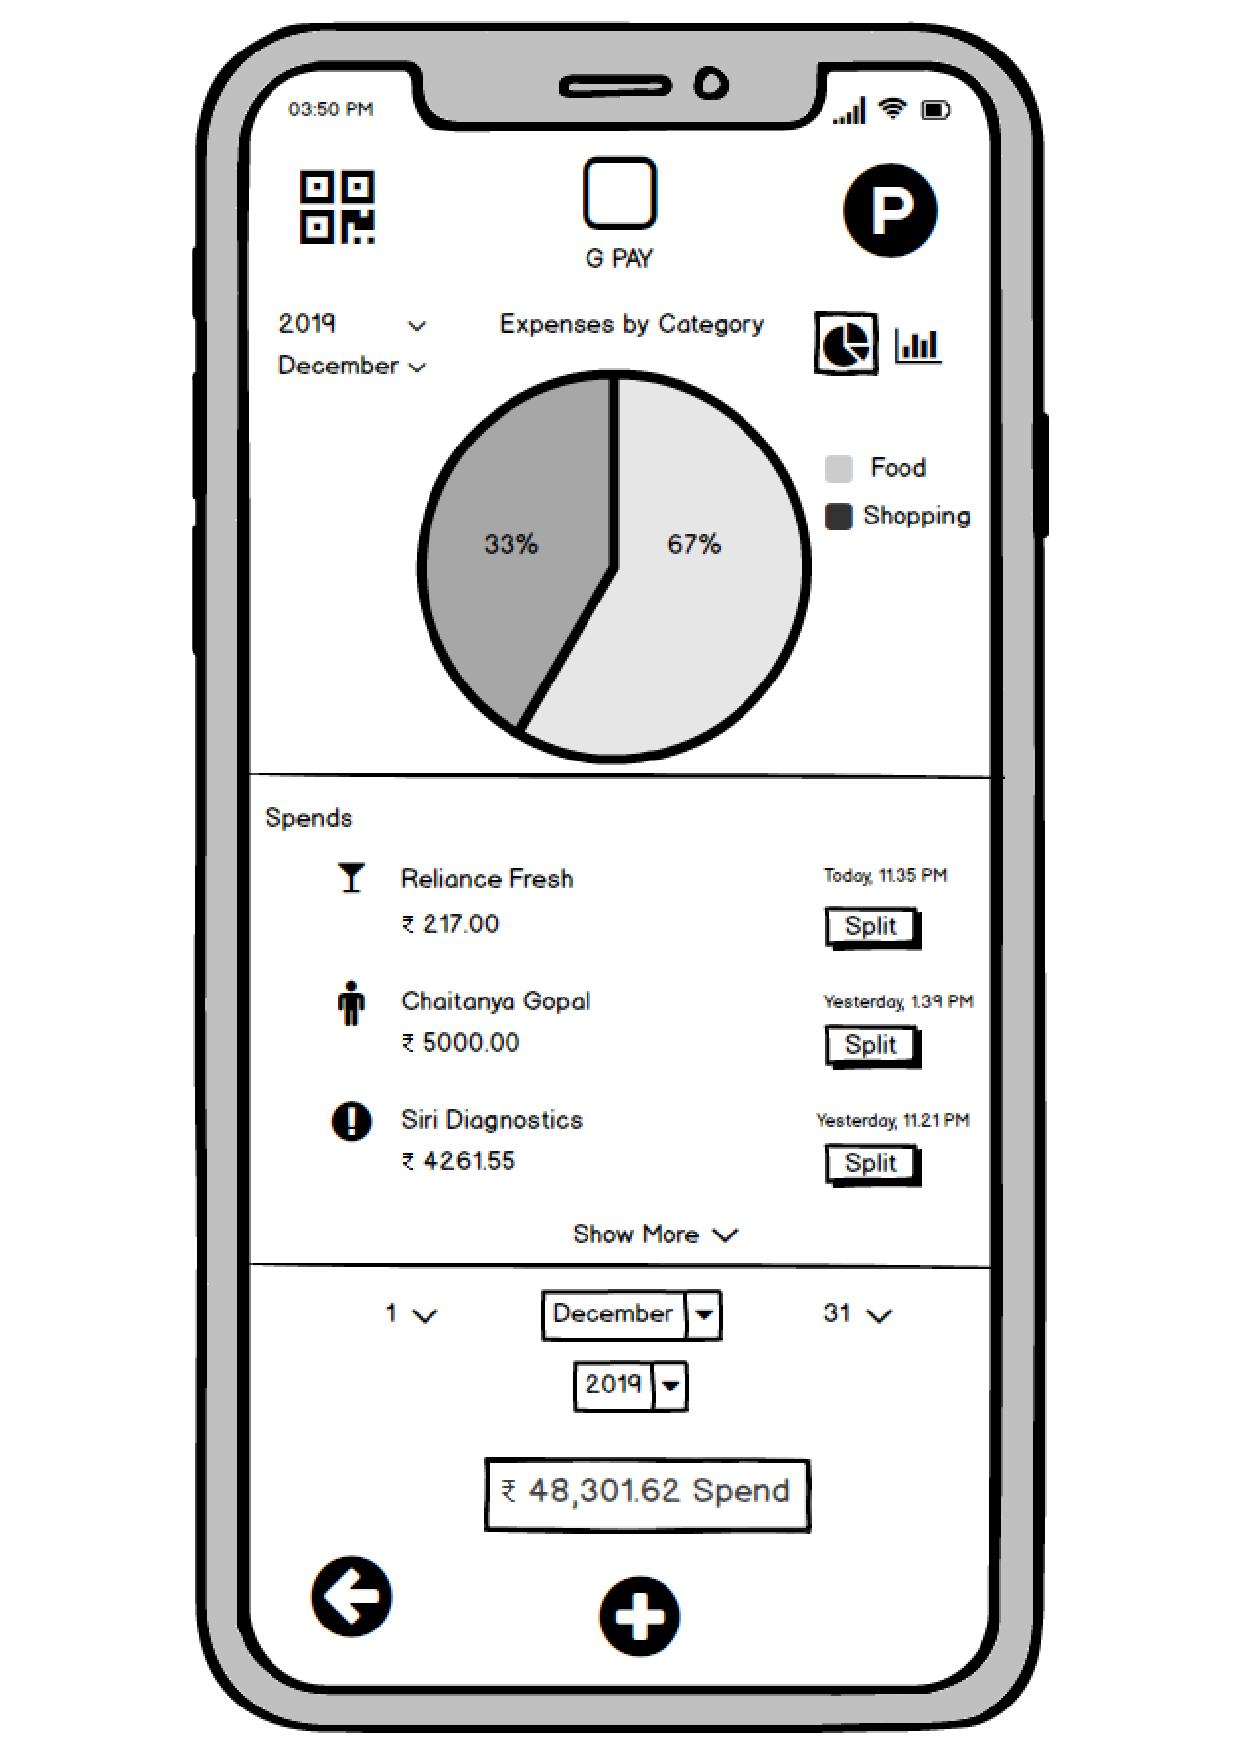 03:50 PM
P
G PAY
2019
Expenses by Category
December
Food
Shopping
33%
67%
Spends
Reliance Fresh
Today, 11.35 PM
₹ 217.00
Split
Chaitanya Gopal
Yesterday, 1.39 PM
₹ 5000.00
Split
Siri Diagnostics
Yesterday, 11.21 PM
₹ 4261.55
Split
Show More
1
December
31
2019
₹ 48,301.62 Spend